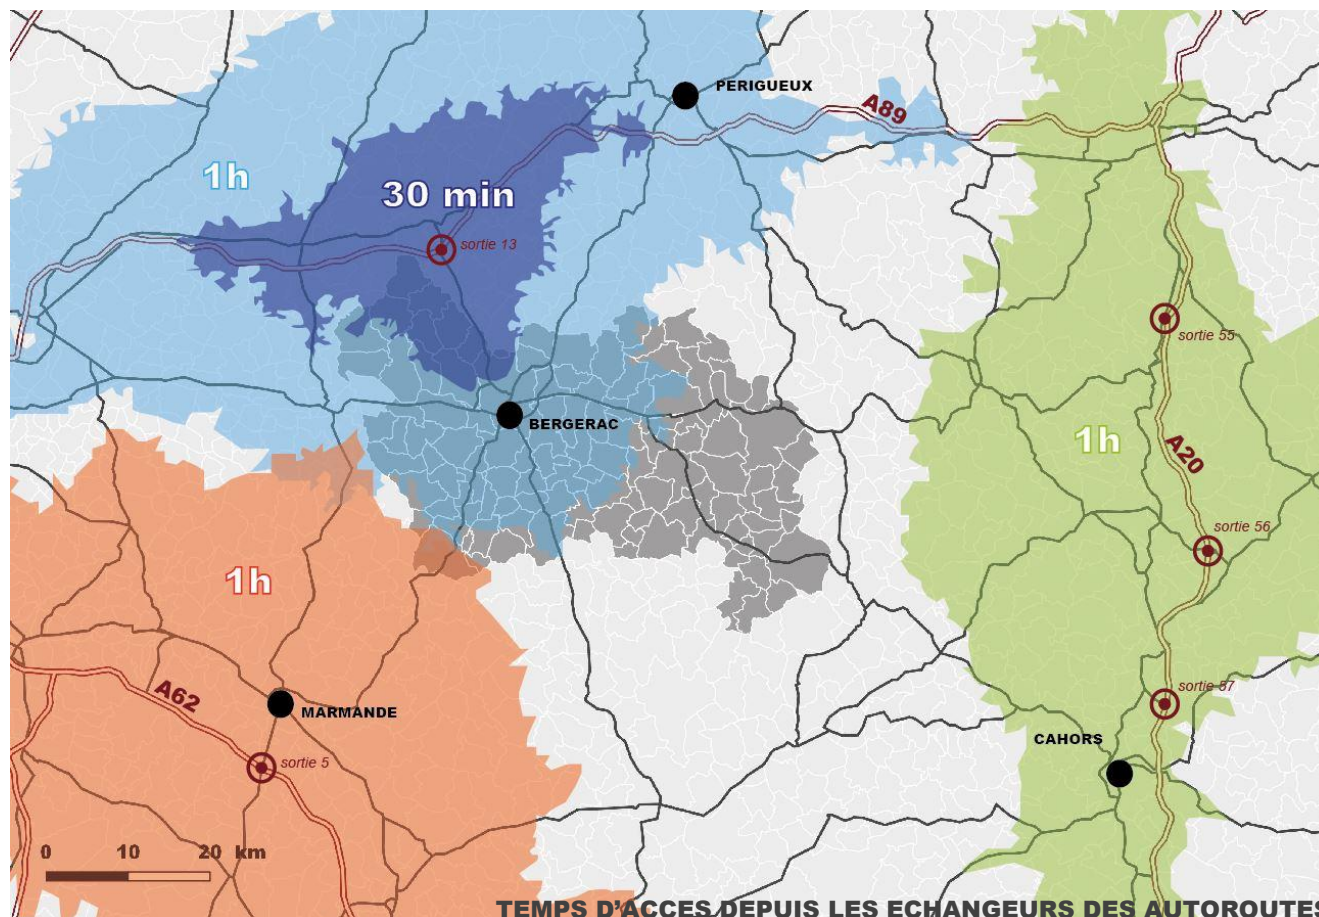 PERIGUEUX
A89
1h
30 min
sortie 13
sortie 55
BERGERAC
1h
A20
sortie 56
1h
A62
MARMANDE
sortie 57
CAHORS
sortie 5
0 10 20 km
TEMPS D'ACCES DEPUIS LES ECHANGEURS DES AUTOROUTES